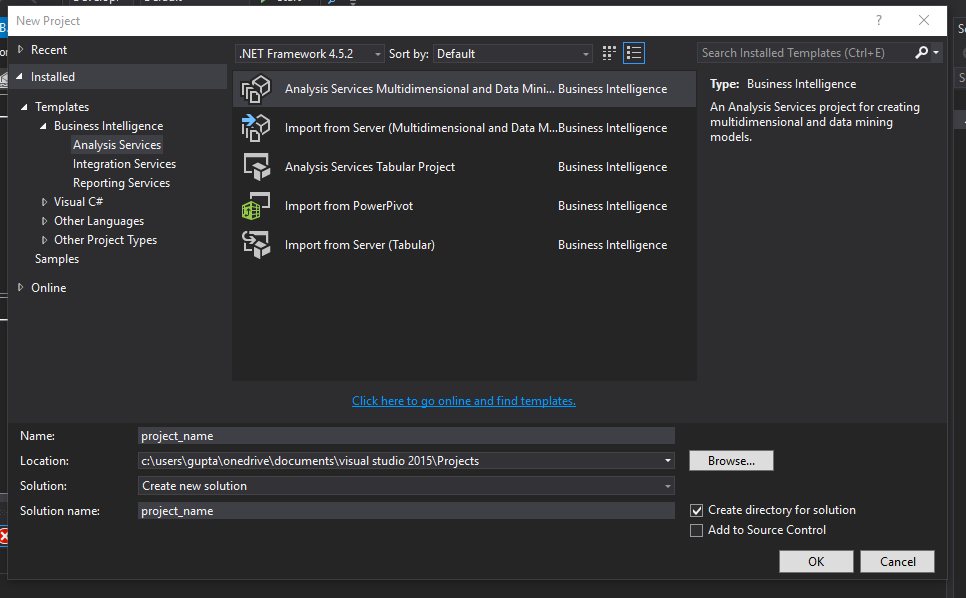 New Project
?
Recent
Installed
Templates
Business Intelligence
Analysis Services
Integration Services
Reporting Services
Visual C#
Other Languages
Other Project Types
Samples
Online
.NET Framework 4.5.2
Sort by:
Default
Search Installed Templates (Ctrl+E)
Analysis Services Multidimensional and Data Mini... Business Intelligence
Import from Server (Multidimensional and Data M...Business Intelligence
Analysis Services Tabular Project Business Intelligence
Import from PowerPivot Business Intelligence
Import from Server (Tabular) Business Intelligence
Type: Business Intelligence
An Analysis Services project for creating
multidimensional and data mining
models.
Click here to go online and find templates.
Name: project_name
Location: c:\users\gupta\onedrive\documents\visual studio 2015\Projects
Browse...
Solution: Create new solution
Solution name: project_name
Create directory for solution
Add to Source Control
OK
Cancel